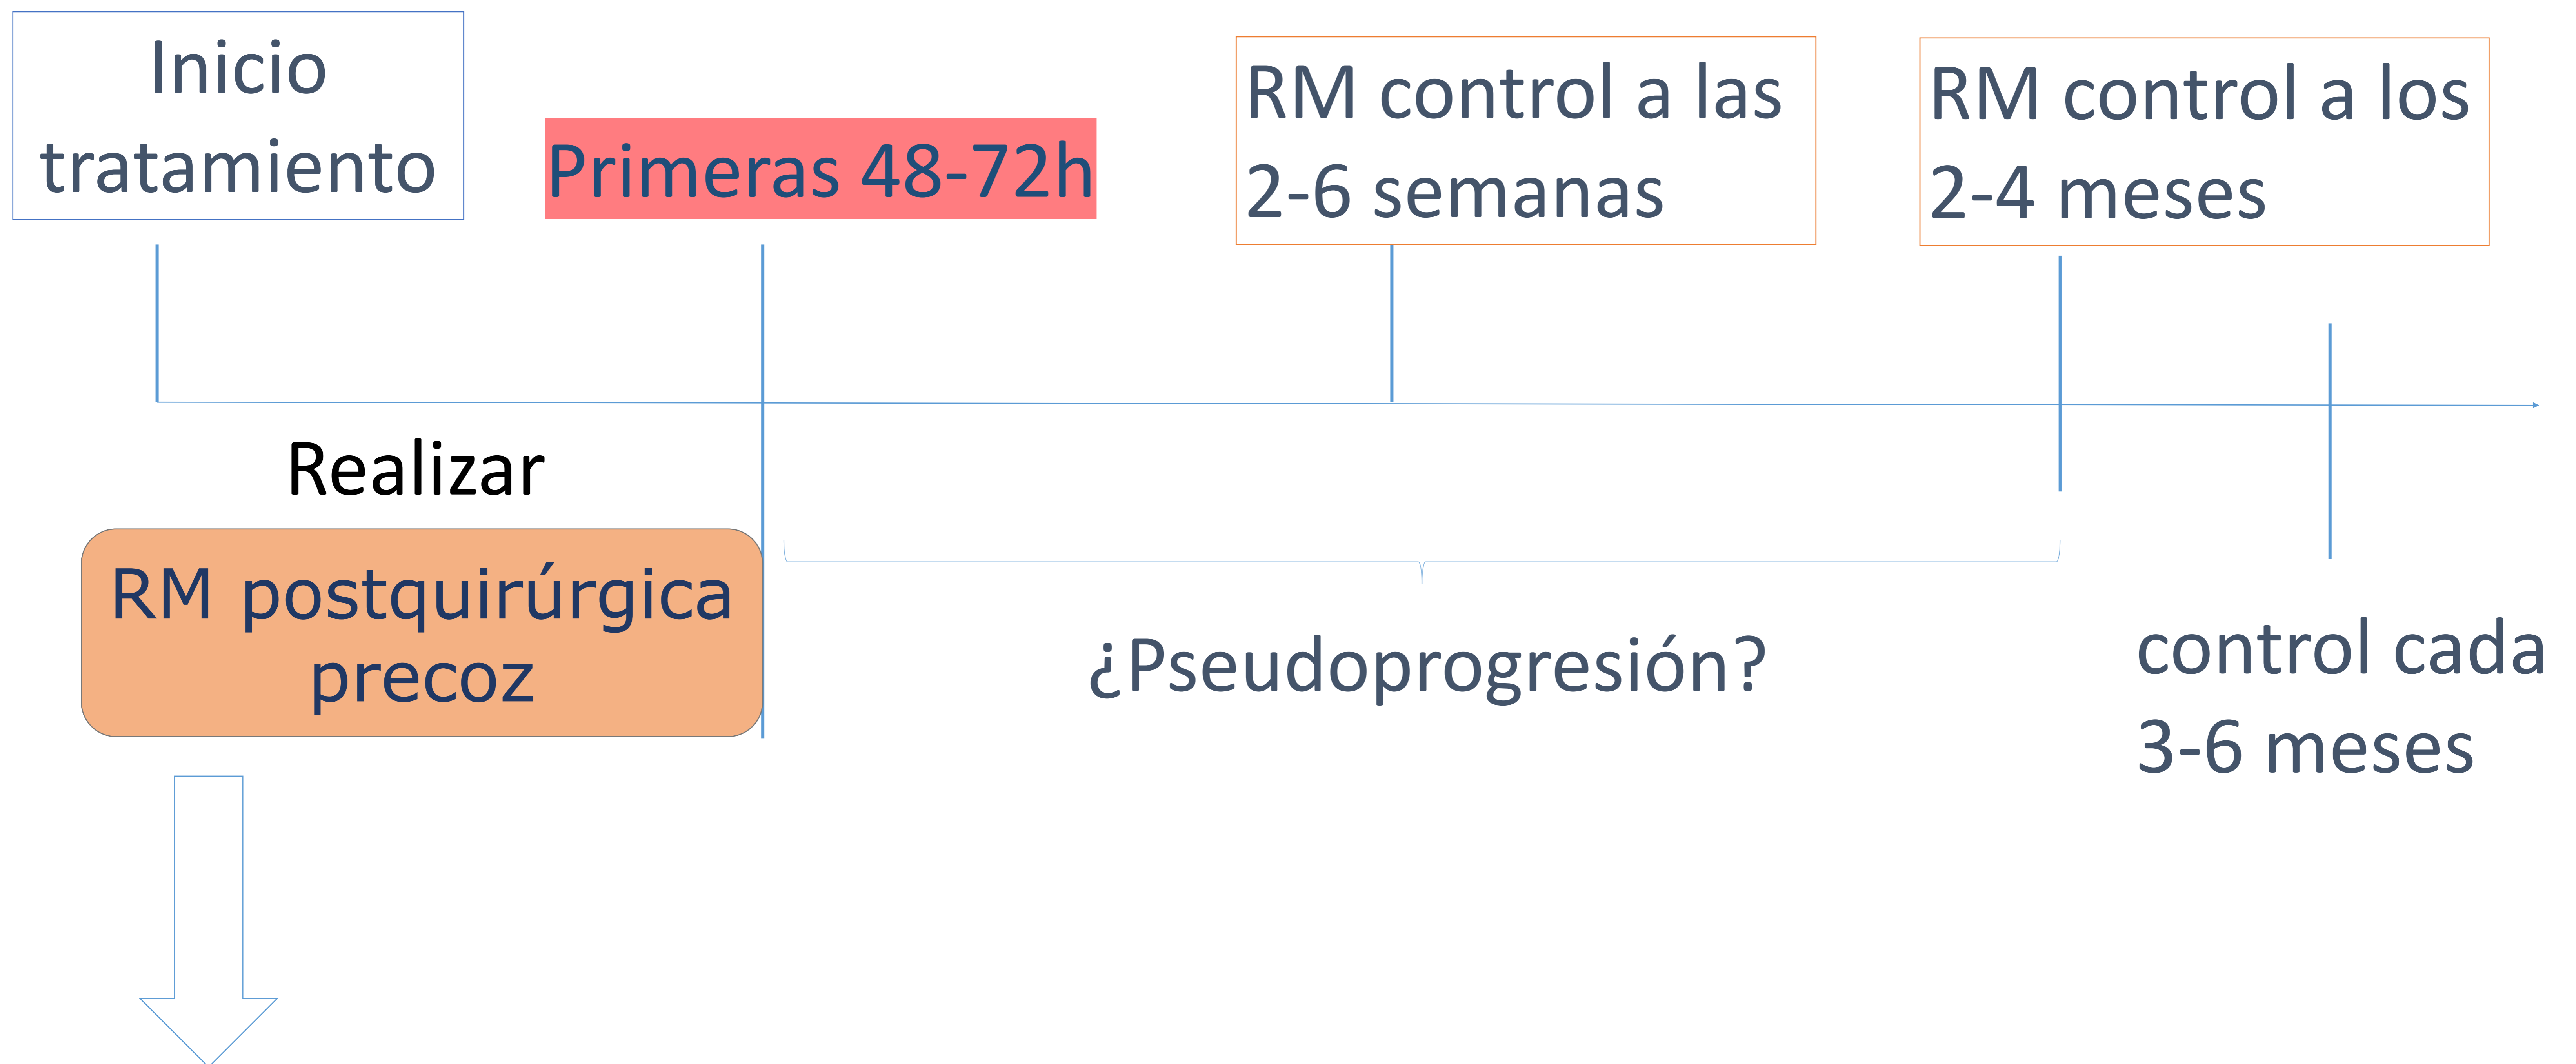 Inicio
tratamiento
Primeras 48-72h
RM control a las
2-6 semanas
RM control a los
2-4 meses
Realizar
RM postquirúrgica
precoz
¿Pseudoprogresión?
control cada
3-6 meses